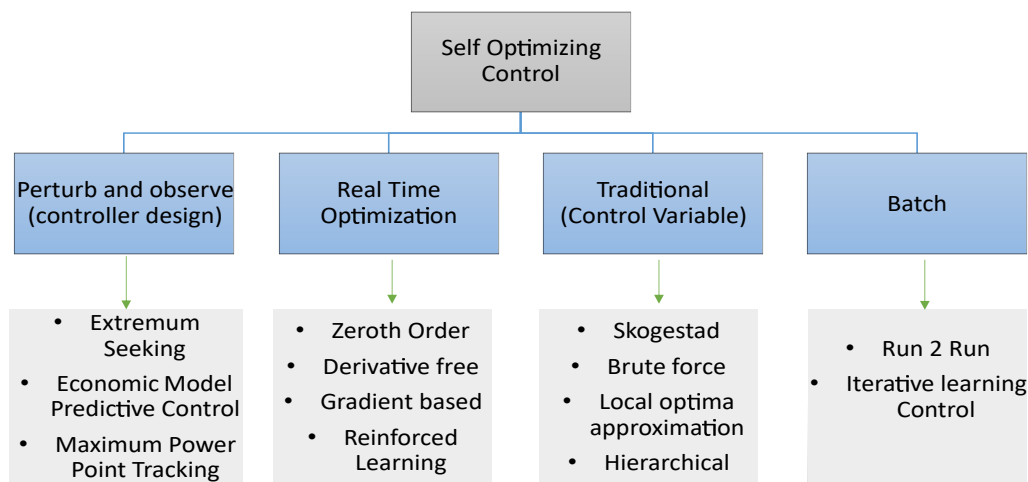 Self Optimizing
Control
Perturb and observe
(controller design)
Real Time
Optimization
Traditional
(Control Variable)
Batch
• Extremum
Seeking
• Economic Model
Predictive Control
• Maximum Power
Point Tracking
• Zeroth Order
• Derivative free
• Gradient based
• Reinforced
Learning
• Skogestad
• Brute force
• Local optima
approximation
• Hierarchical
• Run 2 Run
• Iterative learning
Control